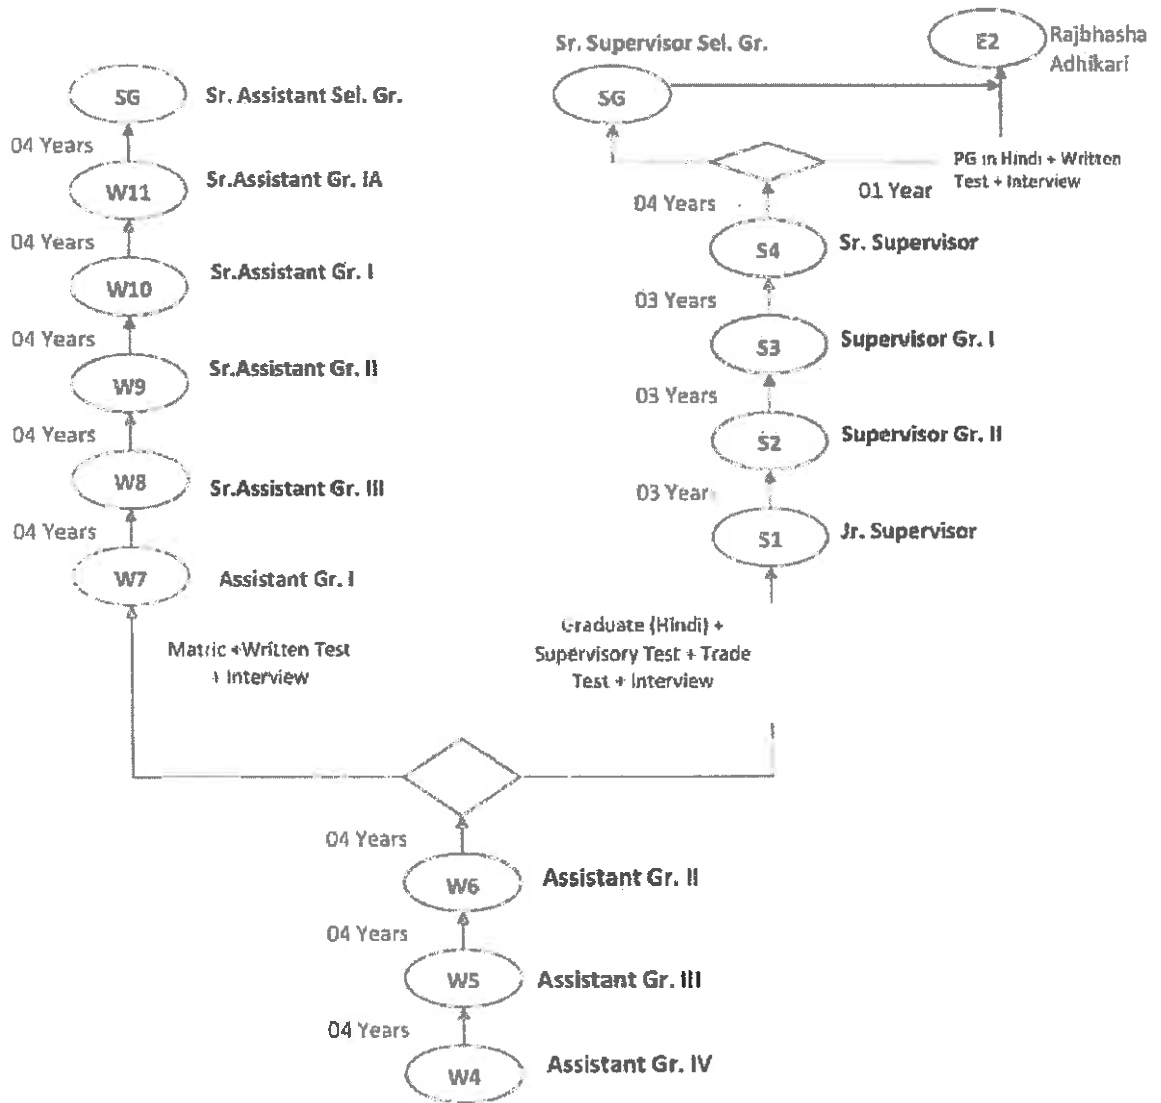 Sr. Supervisor Sel. Gr.
E2
Rajbhasha
Adhikari
SG
Sr. Assistant Sel. Gr.
SG
04 Years
W11
Sr.Assistant Gr. IA
PG in Hindi + Written
Test + Interview
01 Year
04 Years
S4
Sr. Supervisor
04 Years
W10
Sr.Assistant Gr. I
03 Years
S3
Supervisor Gr. I
04 Years
W9
Sr.Assistant Gr. II
03 Years
S2
Supervisor Gr. II
04 Years
W8
Sr.Assistant Gr. III
03 Year
S1
Jr. Supervisor
04 Years
W7
Assistant Gr. I
Matric +Written Test
+ Interview
Graduate (Hindi) +
Supervisory Test + Trade
Test + Interview
04 Years
W6
Assistant Gr. II
04 Years
W5
Assistant Gr. III
04 Years
W4
Assistant Gr. IV